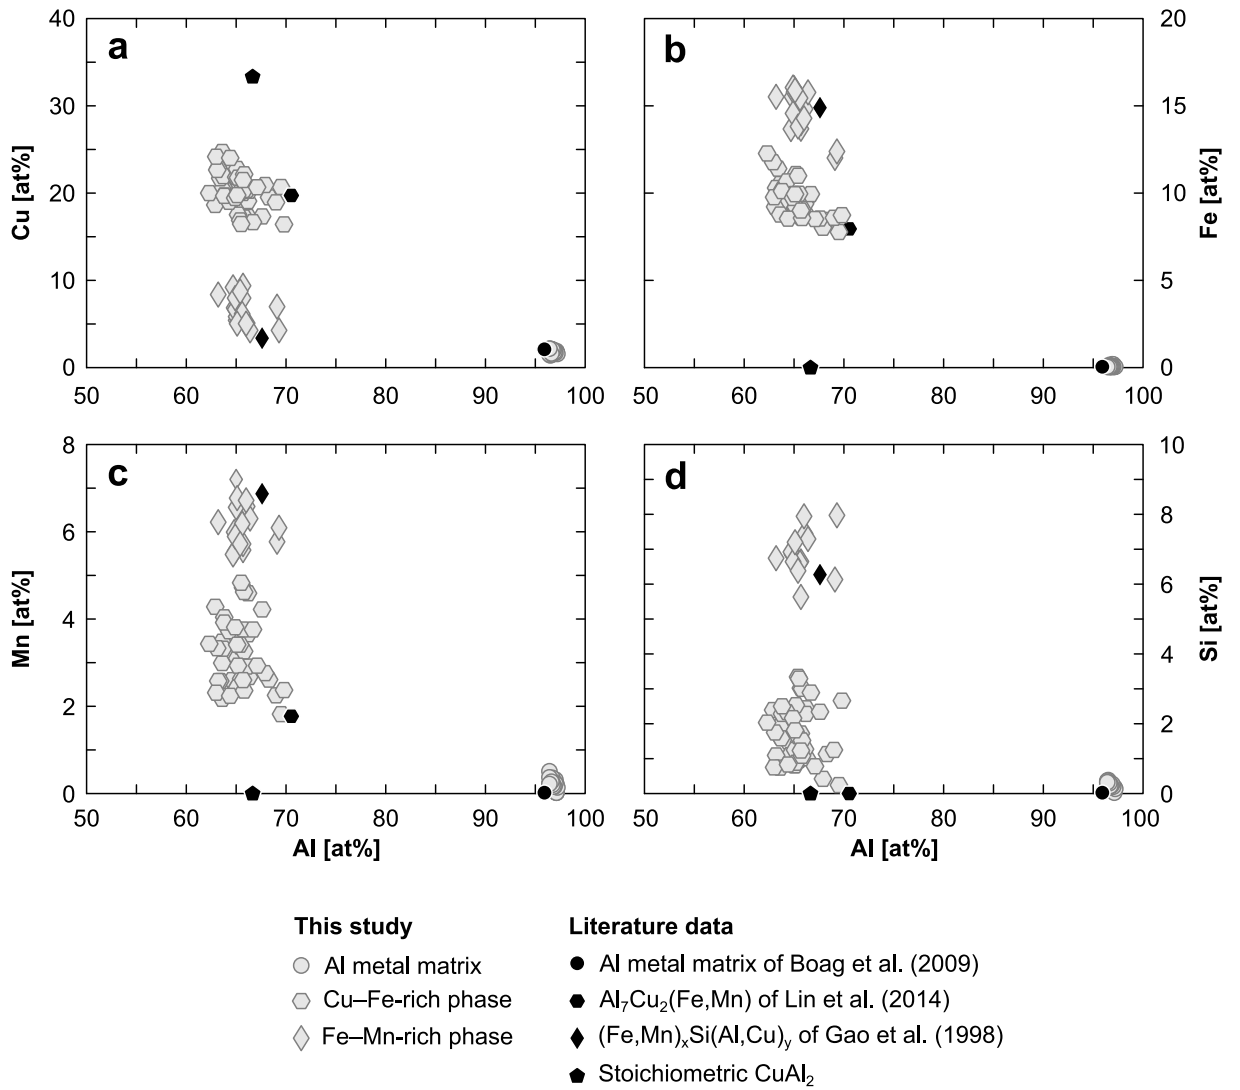 a
b
40
30
20
10
0
Cu [at%]
50
60
70
80
90
100
20
15
10
5
0
Fe [at%]
50
60
70
80
90
100
c
d
8
6
4
2
0
Mn [at%]
50
60
70
80
90
100
Al [at%]
10
8
6
4
2
0
Si [at%]
50
60
70
80
90
100
Al [at%]
This study
Al metal matrix
Cu–Fe-rich phase
Fe–Mn-rich phase
Literature data
Al metal matrix of Boag et al. (2009)
Al₇Cu₂(Fe,Mn) of Lin et al. (2014)
(Fe,Mn)ₓSi(Al,Cu)ᵧ of Gao et al. (1998)
Stoichiometric CuAl₂